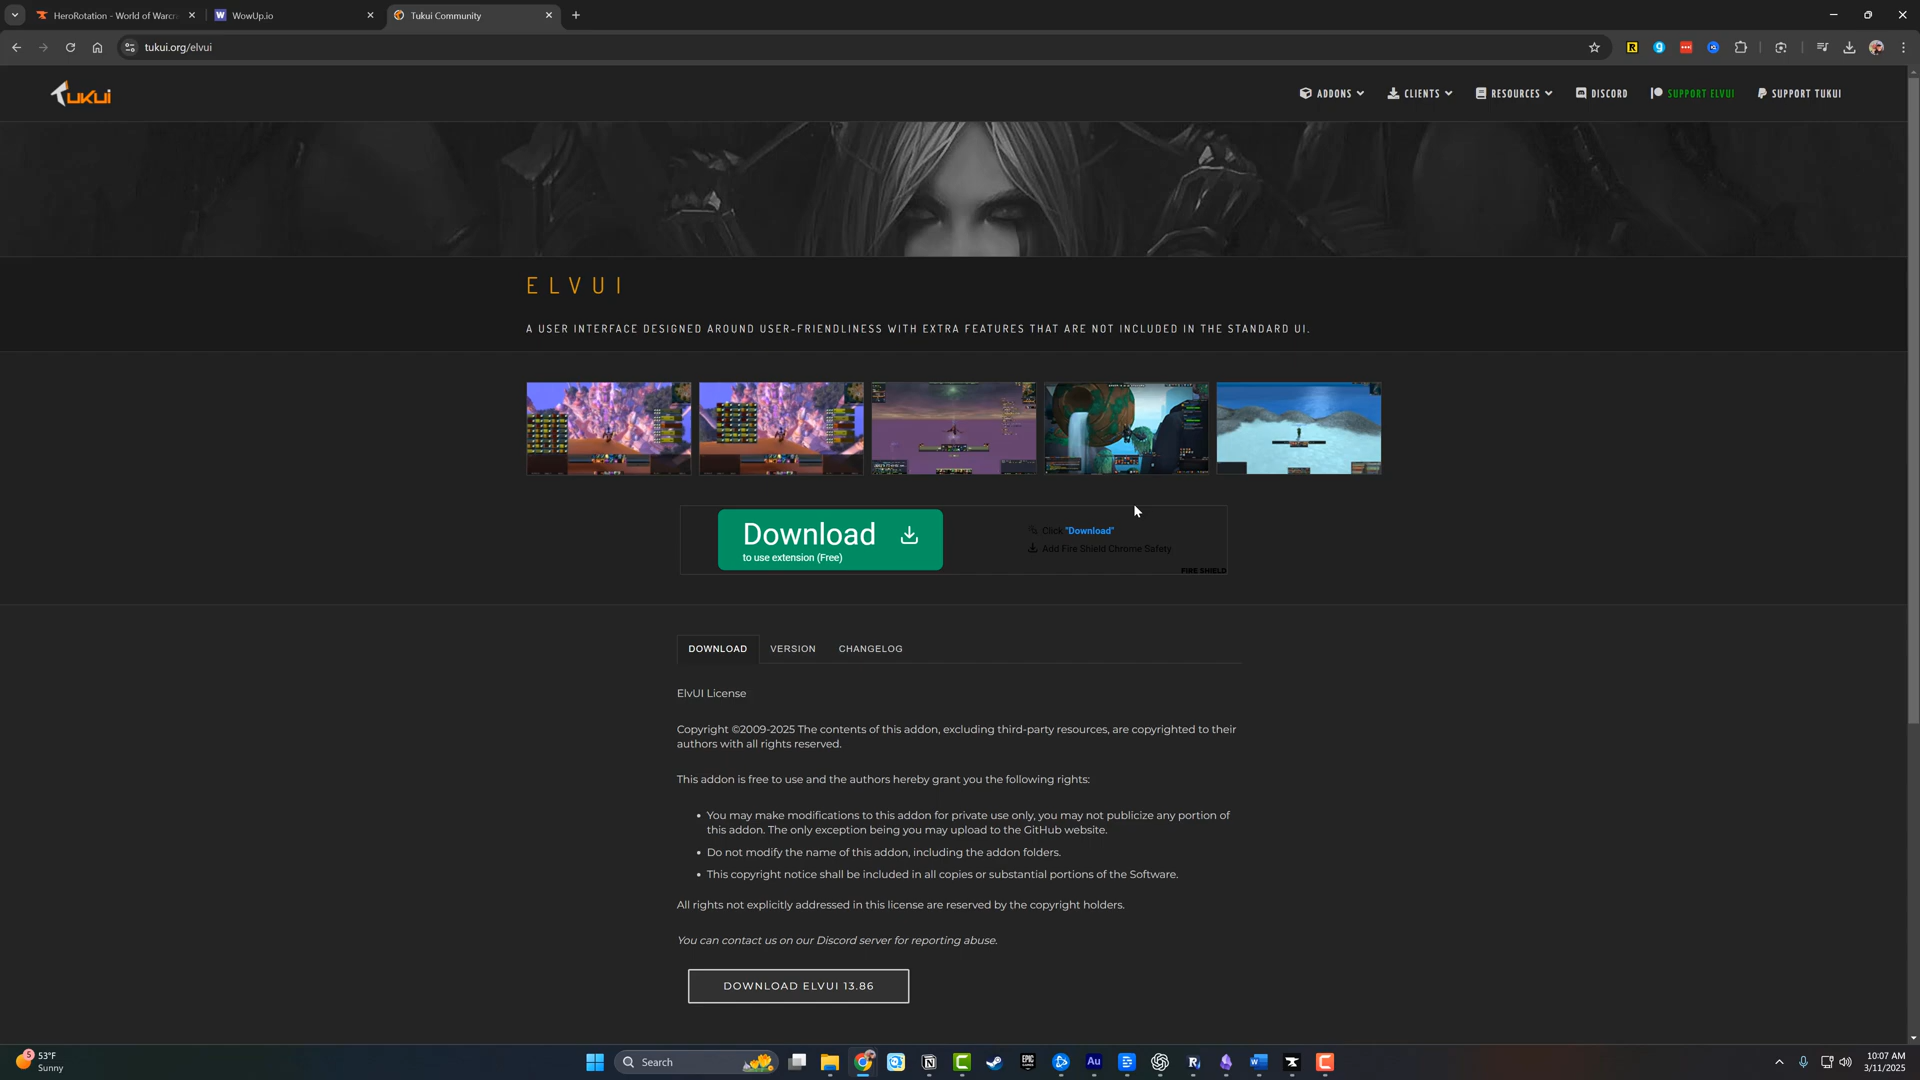 HeroRotation - World of Warcr
WowUp.io
Tukui Community
tukui.org/elvui
TUKUI
ADDONS
CLIENTS
RESOURCES
DISCORD
SUPPORT ELVUI
SUPPORT TUKUI
ELVUI
A USER INTERFACE DESIGNED AROUND USER-FRIENDLINESS WITH EXTRA FEATURES THAT ARE NOT INCLUDED IN THE STANDARD UI.
Download
to use extension (Free)
Click "Download"
Add Fire Shield Chrome Safety
FIRE SHIELD
DOWNLOAD
VERSION
CHANGELOG
ElvUI License
Copyright ©2009-2025 The contents of this addon, excluding third-party resources, are copyrighted to their
authors with all rights reserved.
This addon is free to use and the authors hereby grant you the following rights:
• You may make modifications to this addon for private use only, you may not publicize any portion of
this addon. The only exception being you may upload to the GitHub website.
• Do not modify the name of this addon, including the addon folders.
• This copyright notice shall be included in all copies or substantial portions of the Software.
All rights not explicitly addressed in this license are reserved by the copyright holders.
You can contact us on our Discord server for reporting abuse.
DOWNLOAD ELVUI 13.86
5
53°F
Sunny
Search
10:07 AM
3/11/2025